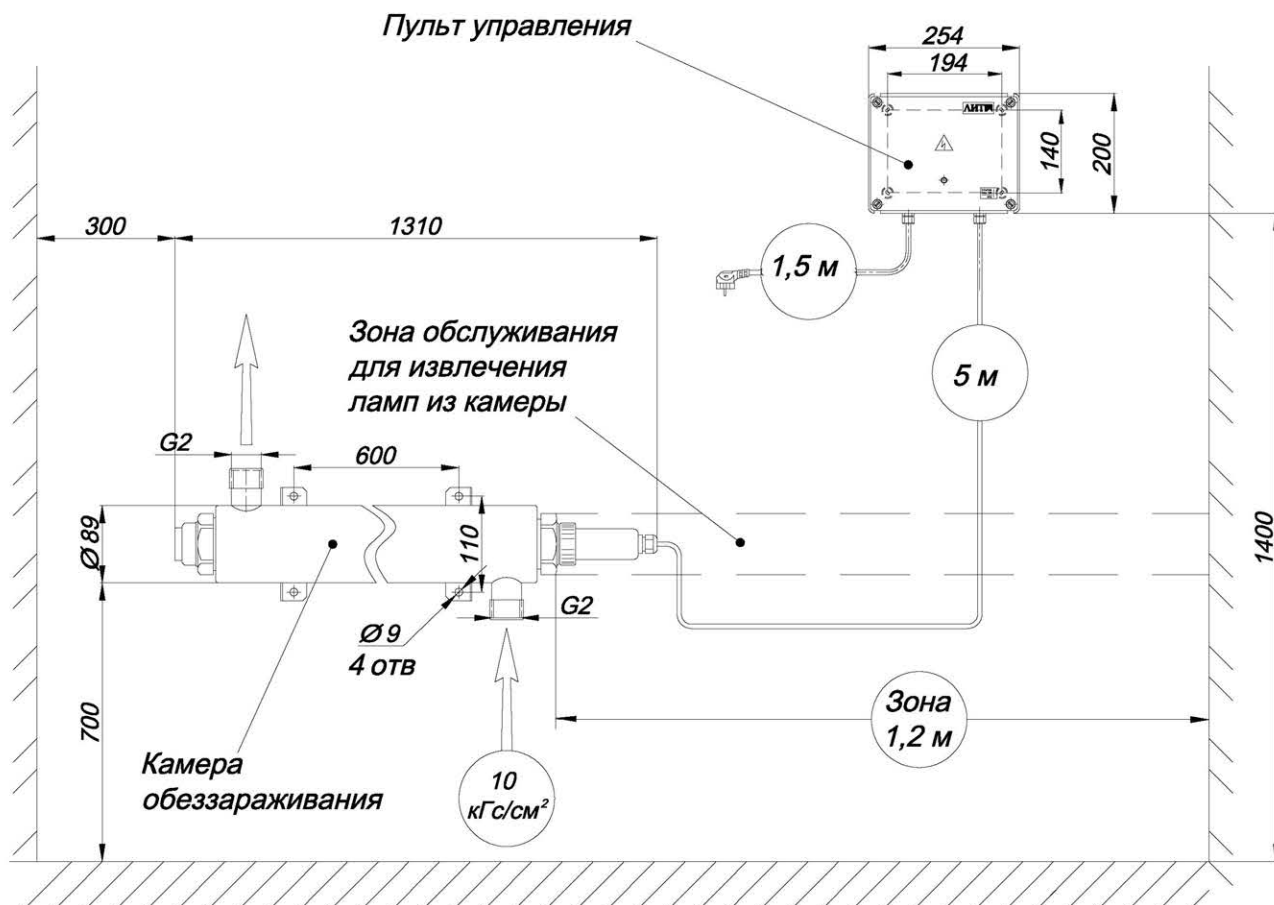 Пульт управления
254
194
ЛИТ
140
200
300
1310
1,5 м
Зона обслуживания
для извлечения
ламп из камеры
5 м
G2
600
Ø 89
110
1400
G2
Ø 9
4 отв
700
Зона
1,2 м
Камера
обеззараживания
10
кГс/см²